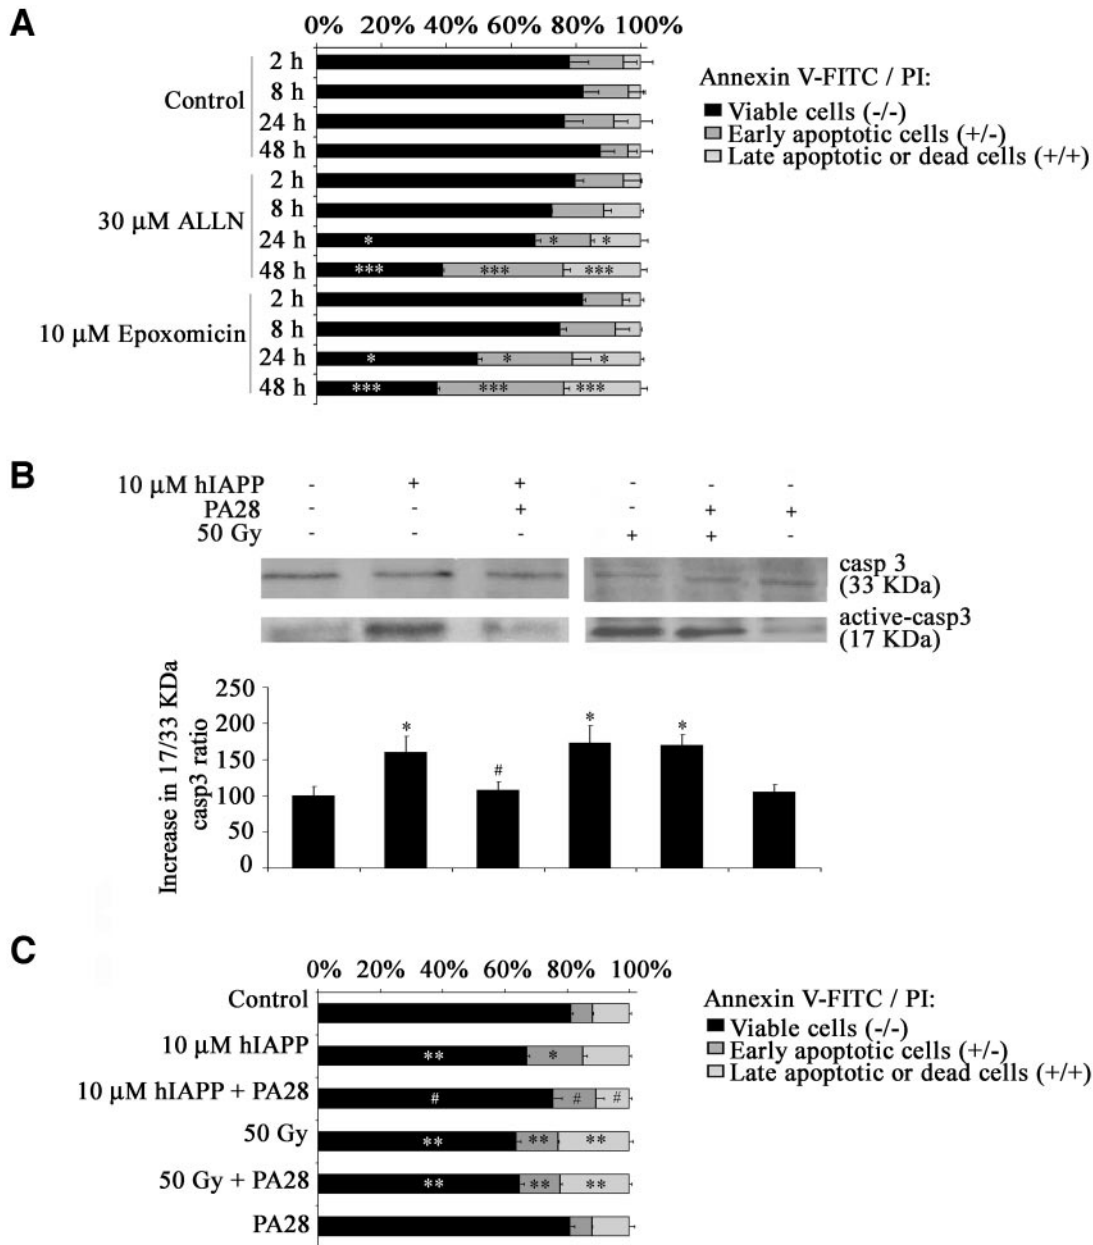 A
0% 20% 40% 60% 80% 100%
2 h
Control 8 h
24 h
48 h
2 h
30 µM ALLN 8 h
24 h * * *
48 h *** *** ***
2 h
10 µM Epoxomicin 8 h
24 h * * *
48 h *** *** ***
Annexin V-FITC / PI:
Viable cells (-/-)
Early apoptotic cells (+/-)
Late apoptotic or dead cells (+/+)
B
10 µM hIAPP - + + - - -
PA28 - - + - + +
50 Gy - - - + + -
casp 3
(33 KDa)
active-casp3
(17 KDa)
Increase in 17/33 KDa
casp3 ratio
250
200
150
100
50
0
* # * *
C
0% 20% 40% 60% 80% 100%
Control
10 µM hIAPP ** *
10 µM hIAPP + PA28 # # #
50 Gy ** ** **
50 Gy + PA28 ** ** **
PA28
Annexin V-FITC / PI:
Viable cells (-/-)
Early apoptotic cells (+/-)
Late apoptotic or dead cells (+/+)